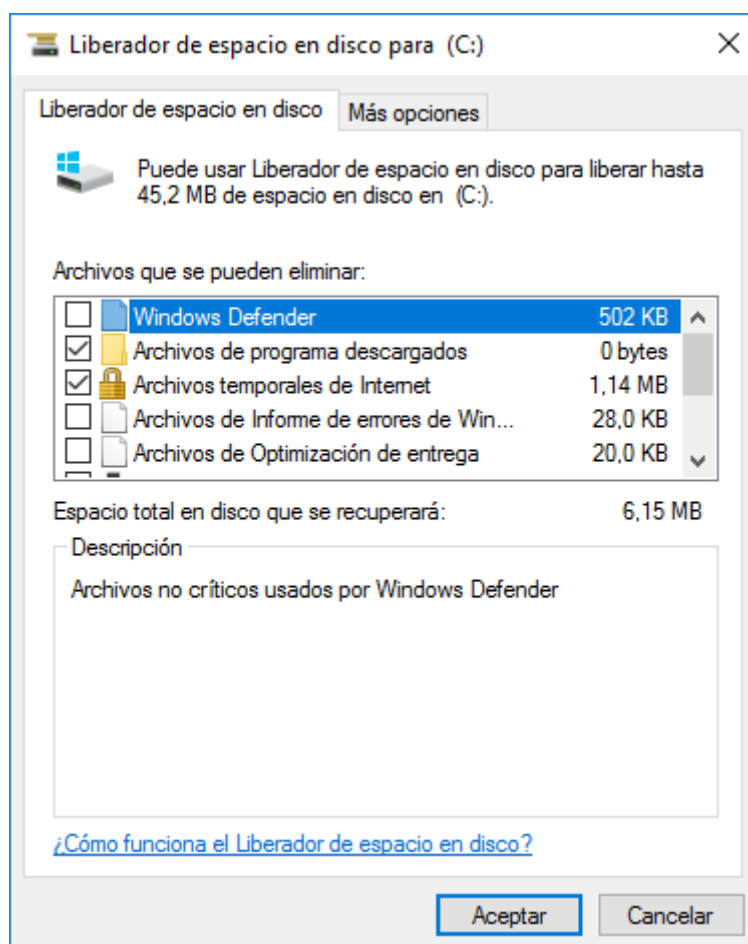 Liberador de espacio en disco para (C:)
Liberador de espacio en disco
Más opciones
Puede usar Liberador de espacio en disco para liberar hasta
45,2 MB de espacio en disco en (C:).
Archivos que se pueden eliminar:
Windows Defender 502 KB
Archivos de programa descargados 0 bytes
Archivos temporales de Internet 1,14 MB
Archivos de Informe de errores de Win... 28,0 KB
Archivos de Optimización de entrega 20,0 KB
Espacio total en disco que se recuperará: 6,15 MB
Descripción
Archivos no críticos usados por Windows Defender
¿Cómo funciona el Liberador de espacio en disco?
Aceptar Cancelar